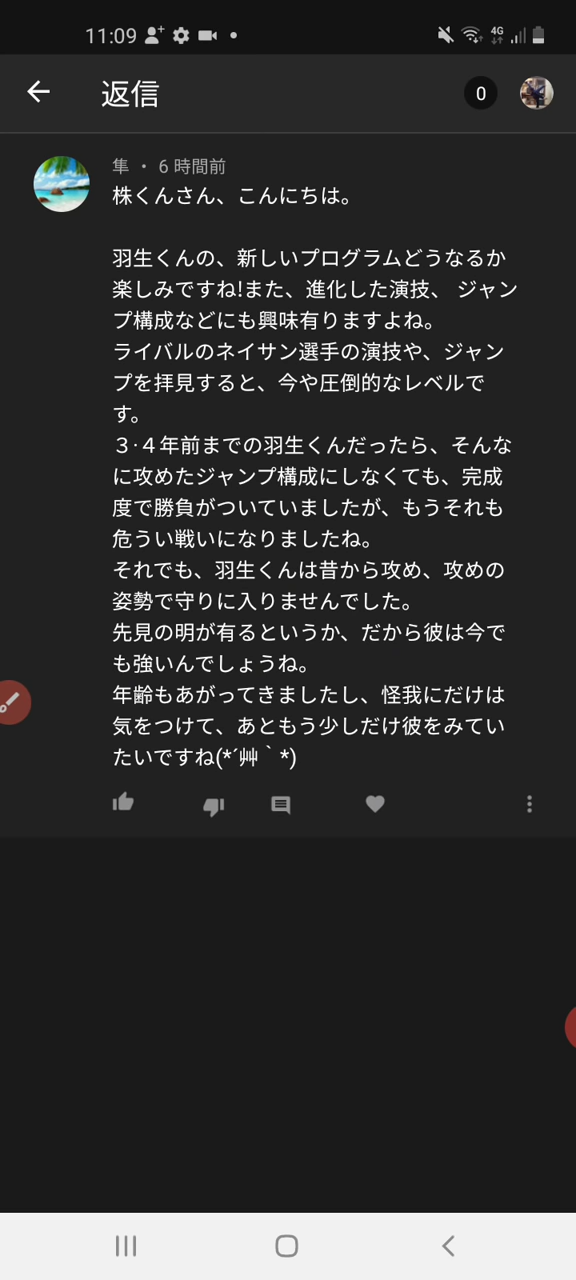 11:09
4G
返信
0
隼 ・ 6 時間前
株くんさん、こんにちは。
羽生くんの、新しいプログラムどうなるか
楽しみですね!また、進化した演技、 ジャン
プ構成などにも興味有りますよね。
ライバルのネイサン選手の演技や、ジャン
プを拝見すると、今や圧倒的なレベルで
す。
３·４年前までの羽生くんだったら、そんな
に攻めたジャンプ構成にしなくても、完成
度で勝負がついていましたが、もうそれも
危うい戦いになりましたね。
それでも、羽生くんは昔から攻め、攻めの
姿勢で守りに入りませんでした。
先見の明が有るというか、だから彼は今で
も強いんでしょうね。
年齢もあがってきましたし、怪我にだけは
気をつけて、あともう少しだけ彼をみてい
たいですね(*´艸｀*)